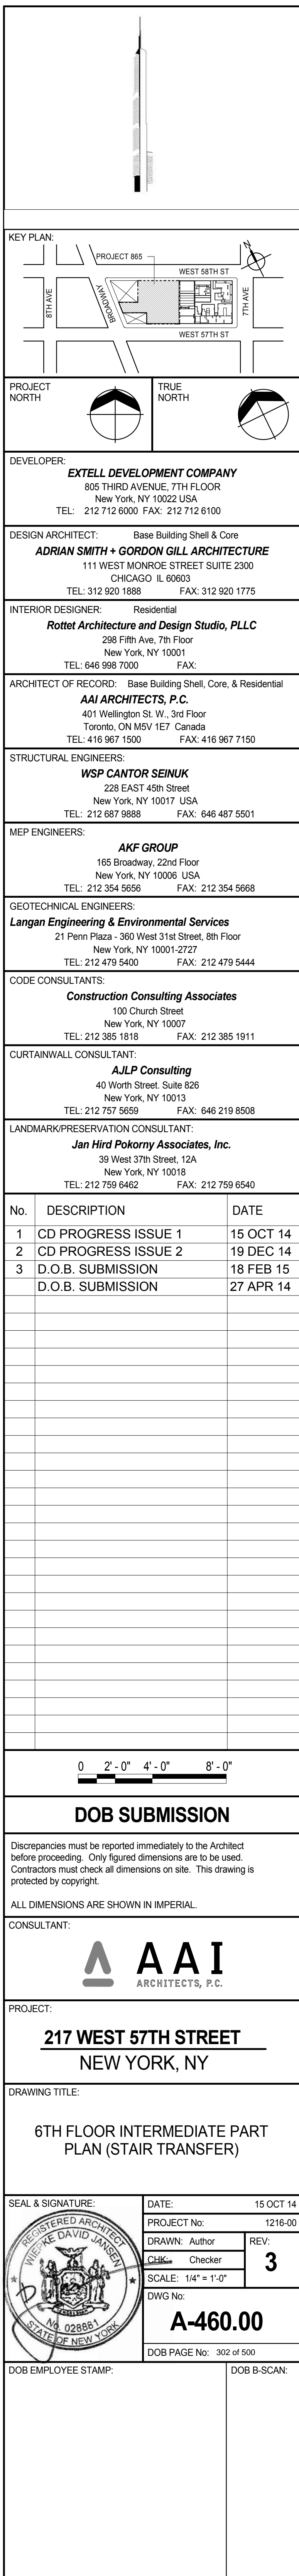 KEY PLAN:
N
PROJECT 865
WEST 58TH ST
8TH AVE
BROADWAY
7TH AVE
WEST 57TH ST
PROJECT
NORTH
TRUE
NORTH
DEVELOPER:
EXTELL DEVELOPMENT COMPANY
805 THIRD AVENUE, 7TH FLOOR
New York, NY 10022 USA
TEL: 212 712 6000 FAX: 212 712 6100
DESIGN ARCHITECT: Base Building Shell & Core
ADRIAN SMITH + GORDON GILL ARCHITECTURE
111 WEST MONROE STREET SUITE 2300
CHICAGO IL 60603
TEL: 312 920 1888 FAX: 312 920 1775
INTERIOR DESIGNER: Residential
Rottet Architecture and Design Studio, PLLC
298 Fifth Ave, 7th Floor
New York, NY 10001
TEL: 646 998 7000 FAX:
ARCHITECT OF RECORD: Base Building Shell, Core, & Residential
AAI ARCHITECTS, P.C.
401 Wellington St. W., 3rd Floor
Toronto, ON M5V 1E7 Canada
TEL: 416 967 1500 FAX: 416 967 7150
STRUCTURAL ENGINEERS:
WSP CANTOR SEINUK
228 EAST 45th Street
New York, NY 10017 USA
TEL: 212 687 9888 FAX: 646 487 5501
MEP ENGINEERS:
AKF GROUP
165 Broadway, 22nd Floor
New York, NY 10006 USA
TEL: 212 354 5656 FAX: 212 354 5668
GEOTECHNICAL ENGINEERS:
Langan Engineering & Environmental Services
21 Penn Plaza - 360 West 31st Street, 8th Floor
New York, NY 10001-2727
TEL: 212 479 5400 FAX: 212 479 5444
CODE CONSULTANTS:
Construction Consulting Associates
100 Church Street
New York, NY 10007
TEL: 212 385 1818 FAX: 212 385 1911
CURTAINWALL CONSULTANT:
AJLP Consulting
40 Worth Street. Suite 826
New York, NY 10013
TEL: 212 757 5659 FAX: 646 219 8508
LANDMARK/PRESERVATION CONSULTANT:
Jan Hird Pokorny Associates, Inc.
39 West 37th Street, 12A
New York, NY 10018
TEL: 212 759 6462 FAX: 212 759 6540
No. DESCRIPTION DATE
1 CD PROGRESS ISSUE 1 15 OCT 14
2 CD PROGRESS ISSUE 2 19 DEC 14
3 D.O.B. SUBMISSION 18 FEB 15
D.O.B. SUBMISSION 27 APR 14
0 2' - 0" 4' - 0" 8' - 0"
DOB SUBMISSION
Discrepancies must be reported immediately to the Architect
before proceeding. Only figured dimensions are to be used.
Contractors must check all dimensions on site. This drawing is
protected by copyright.
ALL DIMENSIONS ARE SHOWN IN IMPERIAL.
CONSULTANT:
AAI
ARCHITECTS, P.C.
PROJECT:
217 WEST 57TH STREET
NEW YORK, NY
DRAWING TITLE:
6TH FLOOR INTERMEDIATE PART
PLAN (STAIR TRANSFER)
SEAL & SIGNATURE:
REGISTERED ARCHITECT
WIEPKE DAVID JANSEN
No. 028881
STATE OF NEW YORK
DATE: 15 OCT 14
PROJECT No: 1216-00
DRAWN: Author
CHK: Checker
SCALE: 1/4" = 1'-0"
REV:
3
DWG No:
A-460.00
DOB PAGE No: 302 of 500
DOB EMPLOYEE STAMP:
DOB B-SCAN: